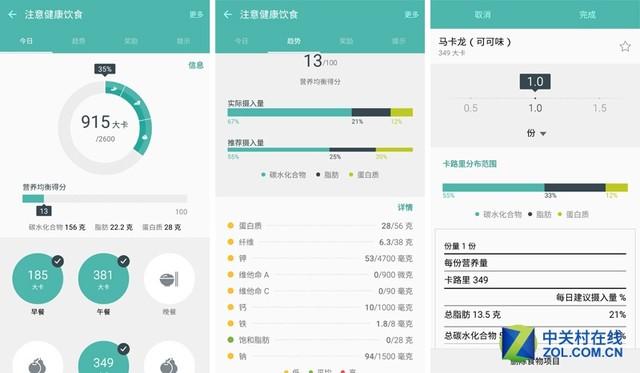 注意健康饮食 更多
今日 趋势 奖励 提示
35% 信息
915 大卡
/2600
营养均衡得分
13 100
碳水化合物 156 克 脂肪 22.2 克 蛋白质 28 克
185 大卡
381 大卡
早餐 午餐 晚餐
349 大卡
注意健康饮食 更多
今日 趋势 奖励 提示
13/100
营养均衡得分
实际摄入量
67% 21% 12%
推荐摄入量
55% 25% 20%
碳水化合物 脂肪 蛋白质
详情
蛋白质 28/56 克
纤维 6.3/38 克
钾 53/4700 毫克
维他命 A 0/900 微克
维他命 C 0/90 毫克
钙 10/1000 毫克
铁 1.8/8 毫克
饱和脂肪 0/20 克
钠 94/1500 毫克
低 平 高
取消 完成
马卡龙（可可味）
349 大卡
1.0
0.5 1.0 1.5
份
卡路里分布范围
55% 33% 12%
碳水化合物 脂肪 蛋白质
份量 1 份
每份营养量
卡路里 349
每日建议摄入量 %
总脂肪 13.5 克 21%
总碳水化合物
删除食物项目
Z 中关村在线
ZOL.COM.CN